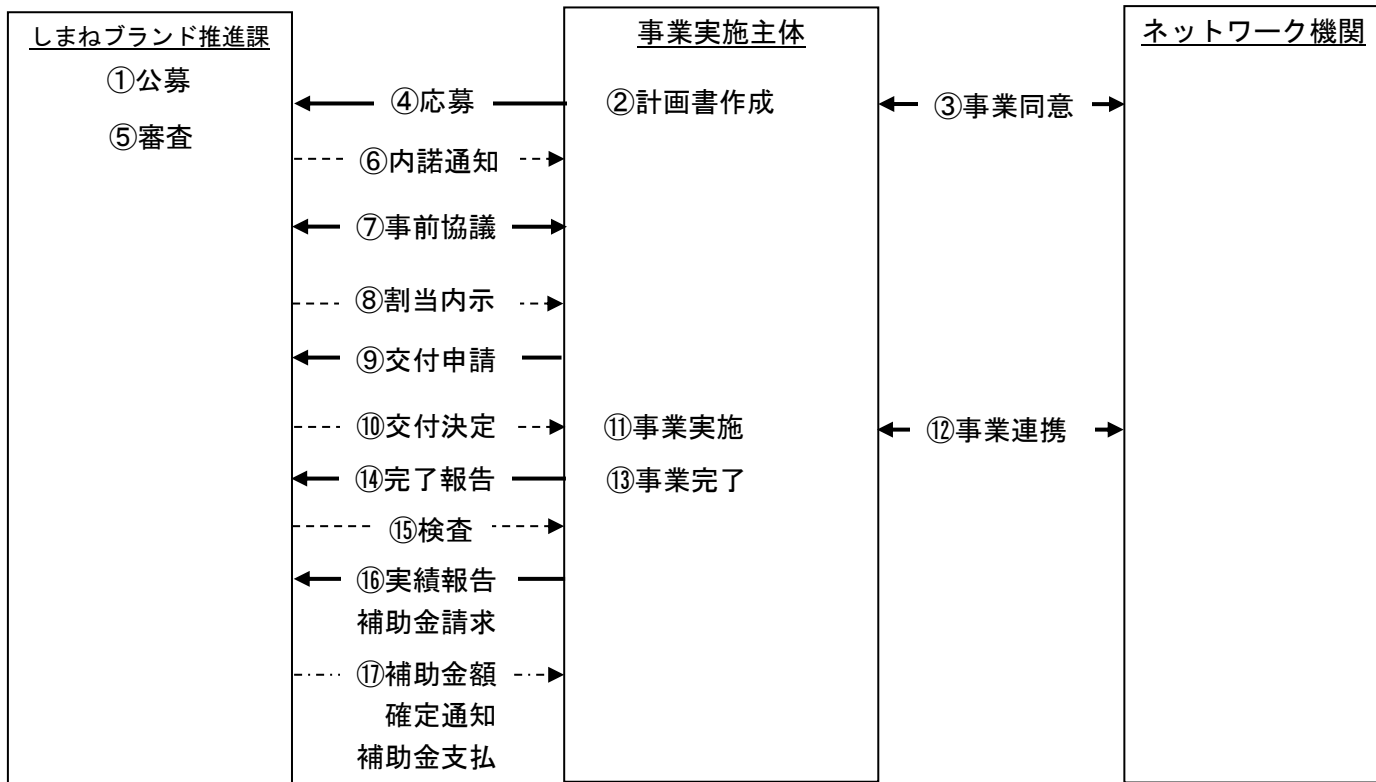 しまねブランド推進課
事業実施主体
ネットワーク機関
①公募
④応募
②計画書作成
③事業同意
⑤審査
⑥内諾通知
⑦事前協議
⑧割当内示
⑨交付申請
⑩交付決定
⑪事業実施
⑫事業連携
⑭完了報告
⑬事業完了
⑮検査
⑯実績報告
補助金請求
⑰補助金額
確定通知
補助金支払